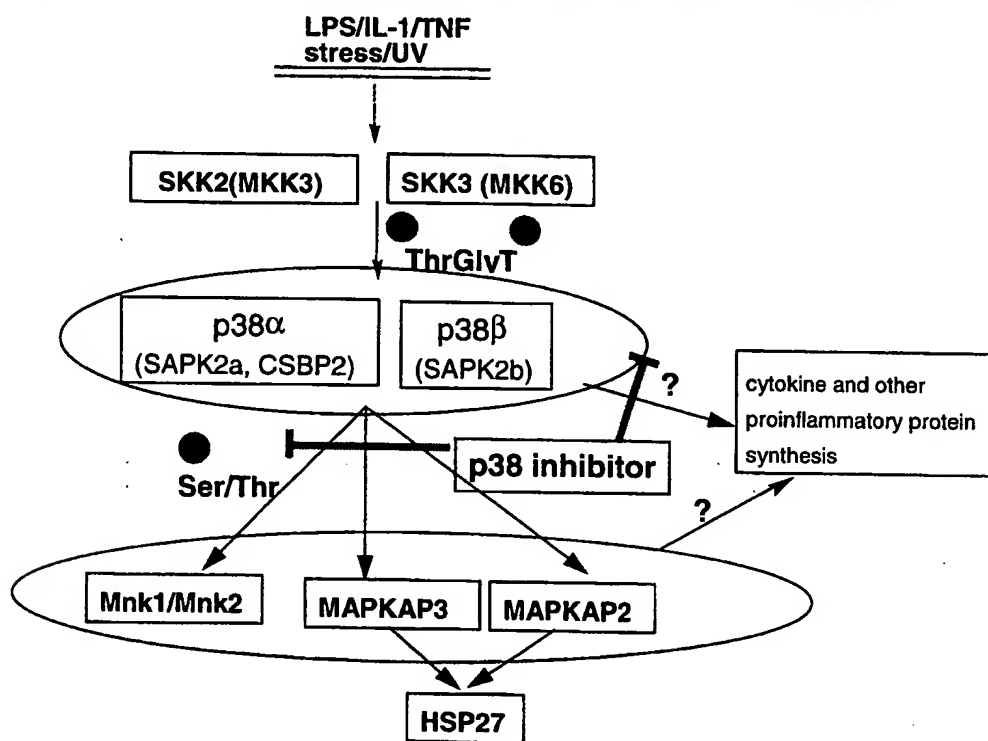 LPS/IL-1/TNF
stress/UV
SKK2(MKK3)
SKK3 (MKK6)
ThrGlvT
p38α
(SAPK2a, CSBP2)
p38β
(SAPK2b)
?
cytokine and other
proinflammatory protein
synthesis
p38 inhibitor
Ser/Thr
?
Mnk1/Mnk2
MAPKAP3
MAPKAP2
HSP27